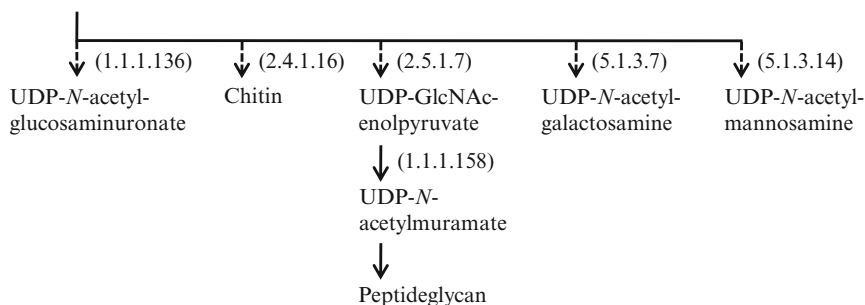 (1.1.1.136) (2.4.1.16) (2.5.1.7) (5.1.3.7) (5.1.3.14)
UDP-N-acetyl-
glucosaminuronate
Chitin
UDP-GlcNAc-
enolpyruvate
UDP-N-acetyl-
galactosamine
UDP-N-acetyl-
mannosamine
(1.1.1.158)
UDP-N-
acetylmuramate
Peptideglycan